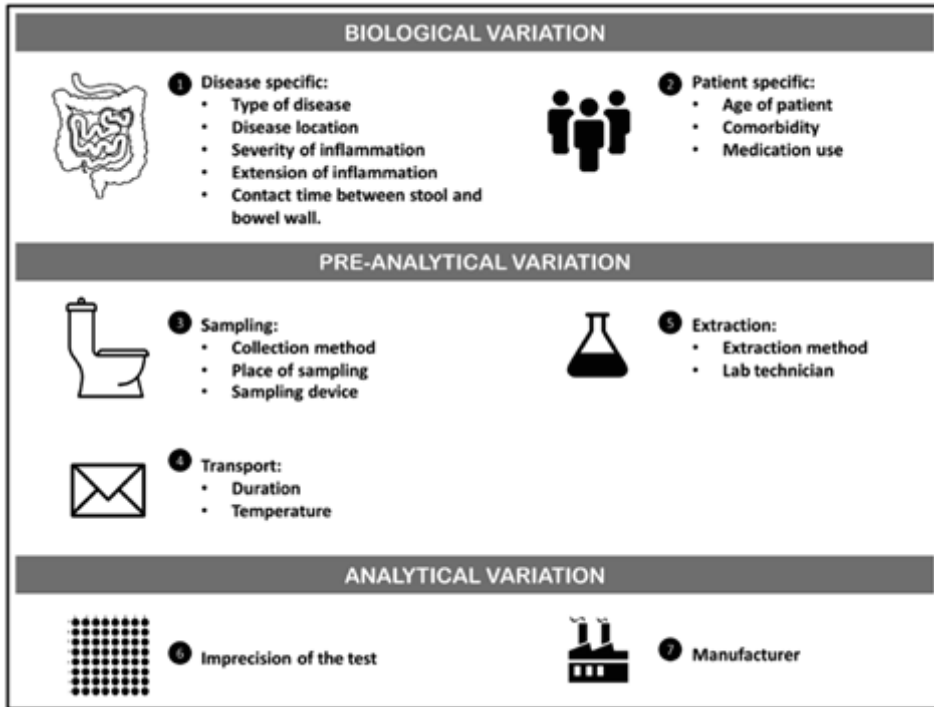 BIOLOGICAL VARIATION
1 Disease specific:
• Type of disease
• Disease location
• Severity of inflammation
• Extension of inflammation
• Contact time between stool and
bowel wall.
2 Patient specific:
• Age of patient
• Comorbidity
• Medication use
PRE-ANALYTICAL VARIATION
3 Sampling:
• Collection method
• Place of sampling
• Sampling device
5 Extraction:
• Extraction method
• Lab technician
4 Transport:
• Duration
• Temperature
ANALYTICAL VARIATION
6 Imprecision of the test
7 Manufacturer